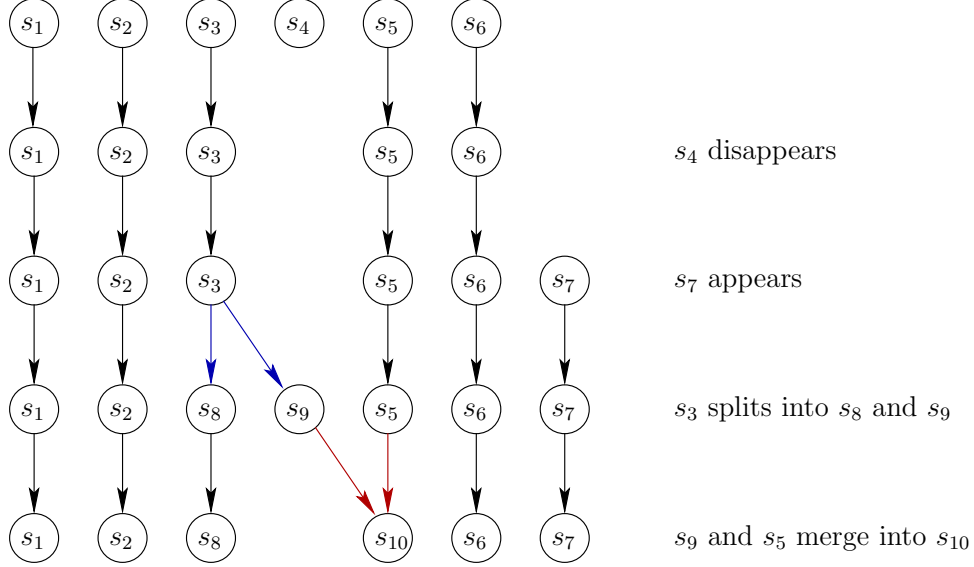 s1 s2 s3 s4 s5 s6
s1 s2 s3 s5 s6 s4 disappears
s1 s2 s3 s5 s6 s7 s7 appears
s1 s2 s8 s9 s5 s6 s7 s3 splits into s8 and s9
s1 s2 s8 s10 s6 s7 s9 and s5 merge into s10